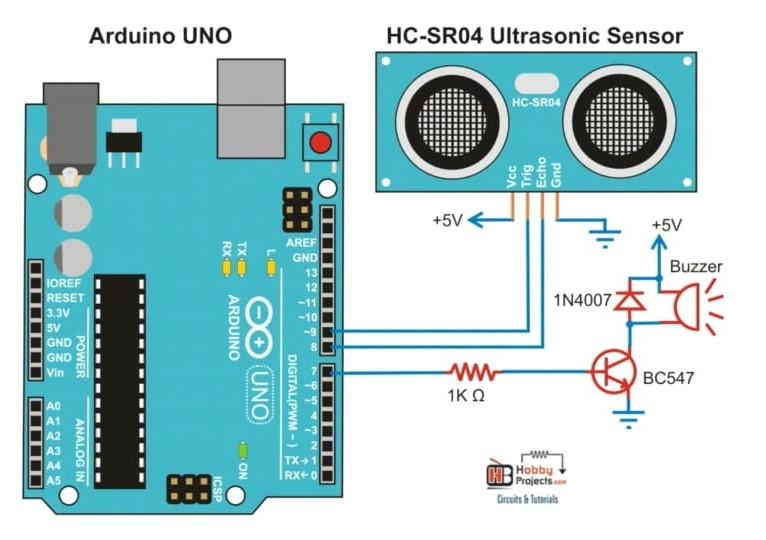 Arduino UNO
HC-SR04 Ultrasonic Sensor
HC-SR04
Vcc
Trig
Echo
Gnd
+5V
+5V
Buzzer
1N4007
BC547
1K Ω
RX
TX
L
AREF
GND
13
12
~11
~10
~9
8
7
~6
~5
4
~3
2
TX→1
RX←0
DIGITAL(PWM ~)
ARDUINO
UNO
IOREF
RESET
3.3V
5V
GND
GND
Vin
POWER
A0
A1
A2
A3
A4
A5
ANALOG IN
ON
ICSP
HB
Hobby
Projects.com
Circuits & Tutorials